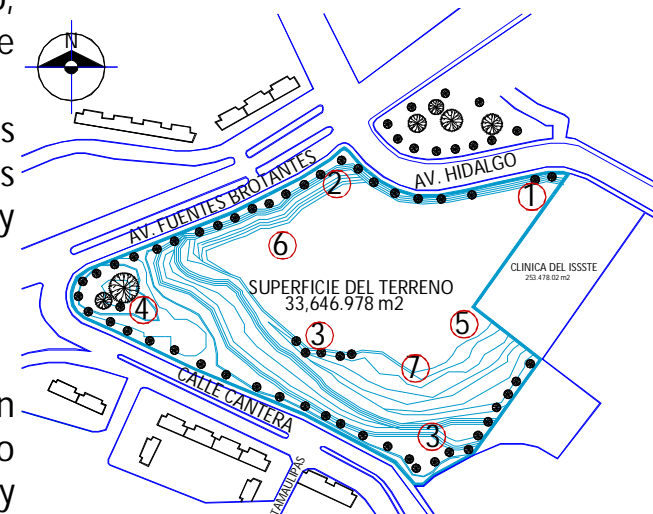 o,
e
s
s
y
n
o
y
N
AV. FUENTES BROTANTES
AV. HIDALGO
2
1
6
CLINICA DEL ISSSTE
253.478.02 m2
SUPERFICIE DEL TERRENO
33,646.978 m2
4
3
5
7
CALLE CANTERA
3
TAMAULIPAS